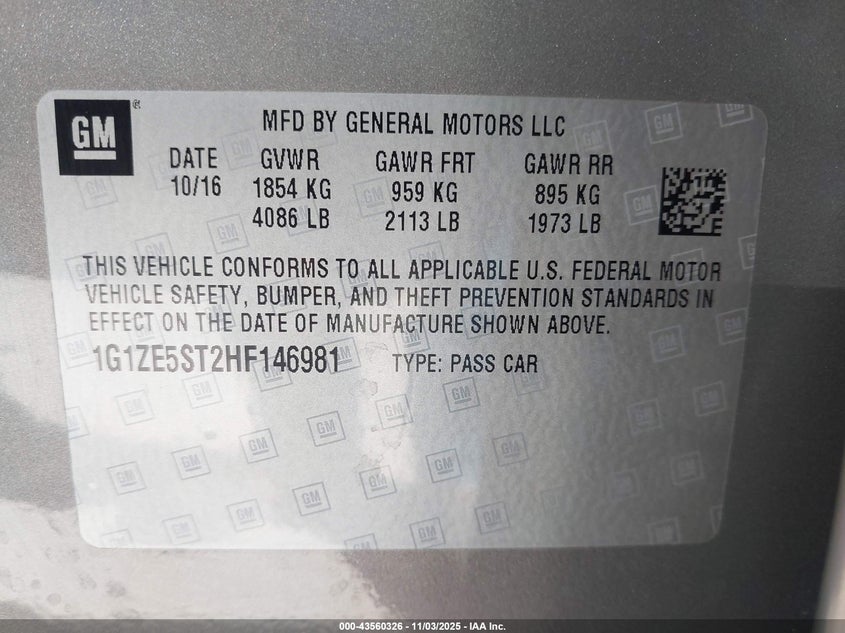 GM
MFD BY GENERAL MOTORS LLC
DATE GVWR GAWR FRT GAWR RR
10/16 1854 KG 959 KG 895 KG
4086 LB 2113 LB 1973 LB
THIS VEHICLE CONFORMS TO ALL APPLICABLE U.S. FEDERAL MOTOR
VEHICLE SAFETY, BUMPER, AND THEFT PREVENTION STANDARDS IN
EFFECT ON THE DATE OF MANUFACTURE SHOWN ABOVE.
1G1ZE5ST2HF146981 TYPE: PASS CAR
000-43560326 - 11/03/2025 - IAA Inc.